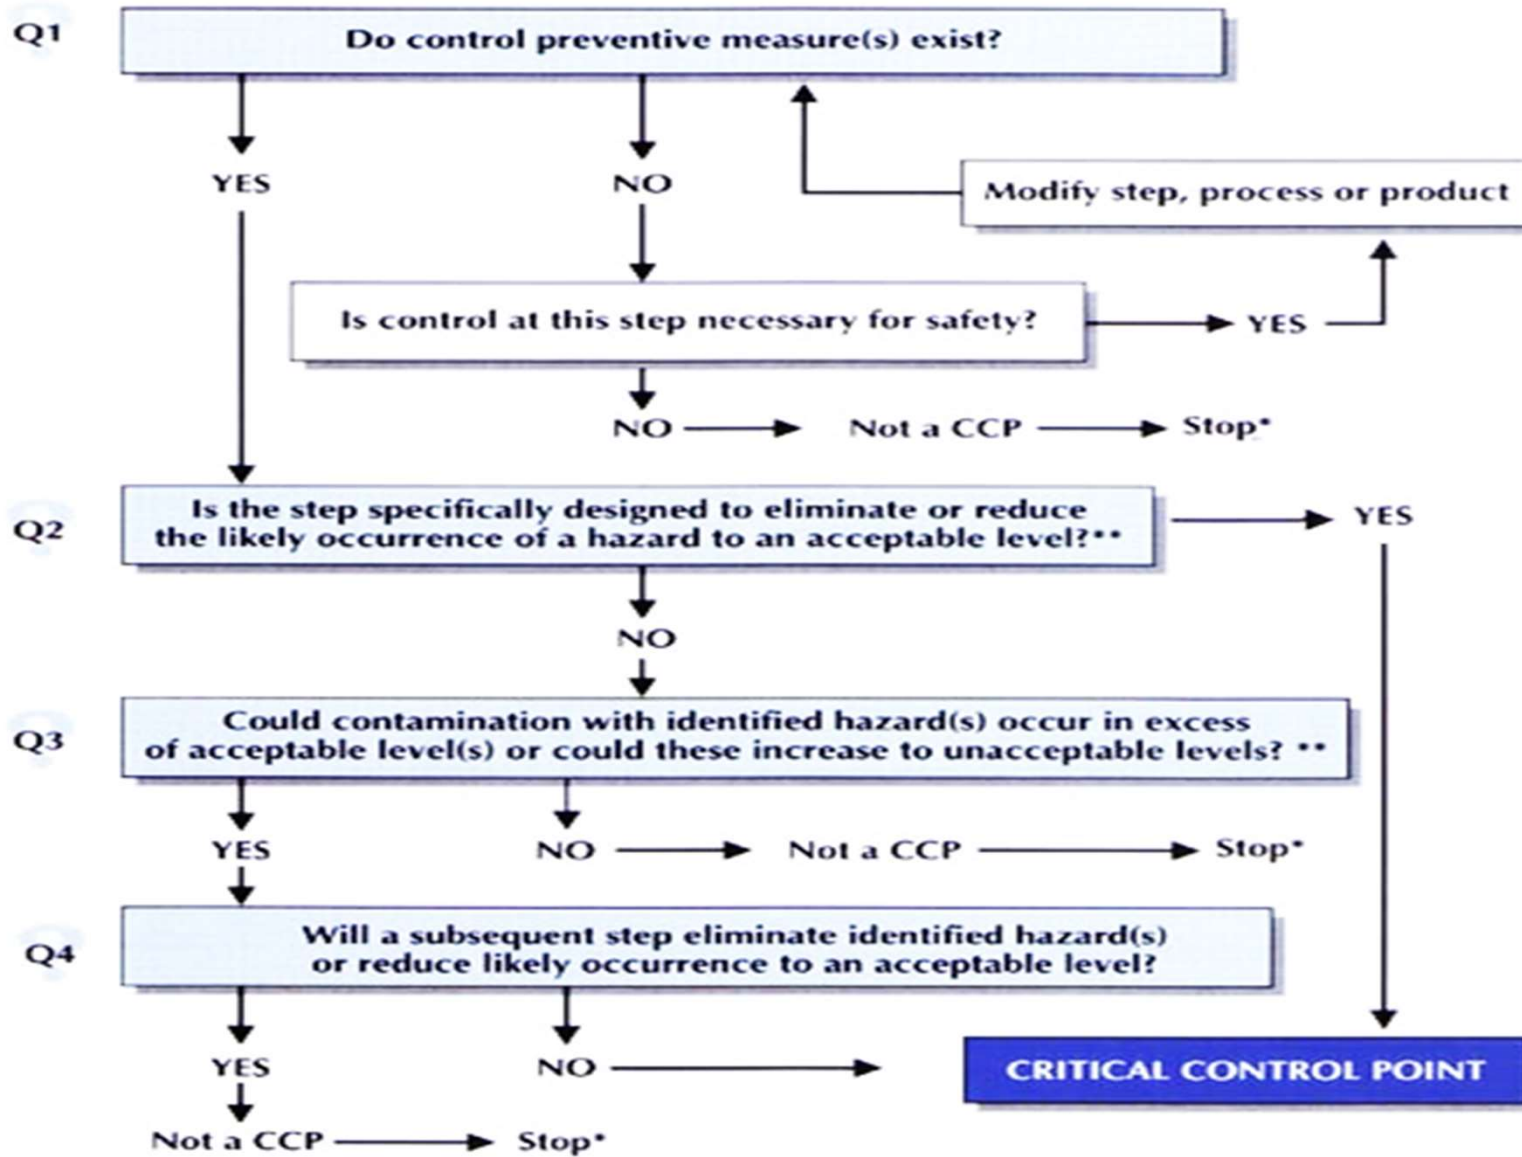 Q1
Do control preventive measure(s) exist?
YES
NO
Modify step, process or product
Is control at this step necessary for safety?
YES
NO
Not a CCP
Stop*
Q2
Is the step specifically designed to eliminate or reduce
the likely occurrence of a hazard to an acceptable level?**
YES
NO
Q3
Could contamination with identified hazard(s) occur in excess
of acceptable level(s) or could these increase to unacceptable levels? **
YES
NO
Not a CCP
Stop*
Q4
Will a subsequent step eliminate identified hazard(s)
or reduce likely occurrence to an acceptable level?
YES
NO
CRITICAL CONTROL POINT
Not a CCP
Stop*